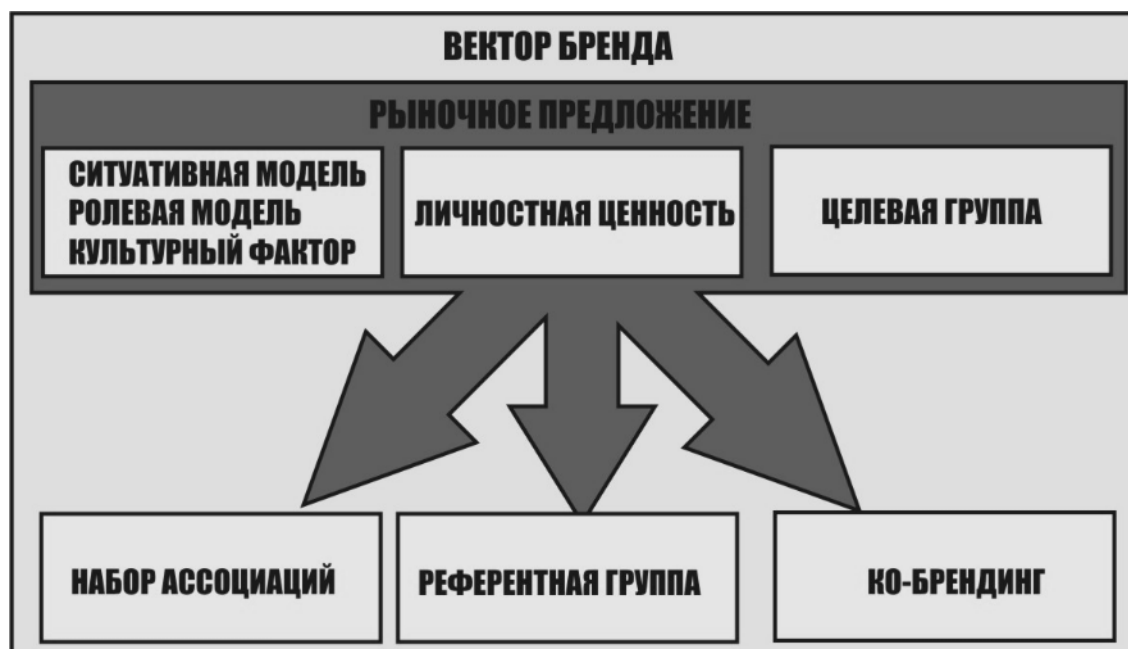 ВЕКТОР БРЕНДА
РЫНОЧНОЕ ПРЕДЛОЖЕНИЕ
СИТУАТИВНАЯ МОДЕЛЬ
РОЛЕВАЯ МОДЕЛЬ
КУЛЬТУРНЫЙ ФАКТОР
ЛИЧНОСТНАЯ ЦЕННОСТЬ
ЦЕЛЕВАЯ ГРУППА
НАБОР АССОЦИАЦИЙ
РЕФЕРЕНТНАЯ ГРУППА
КО-БРЕНДИНГ